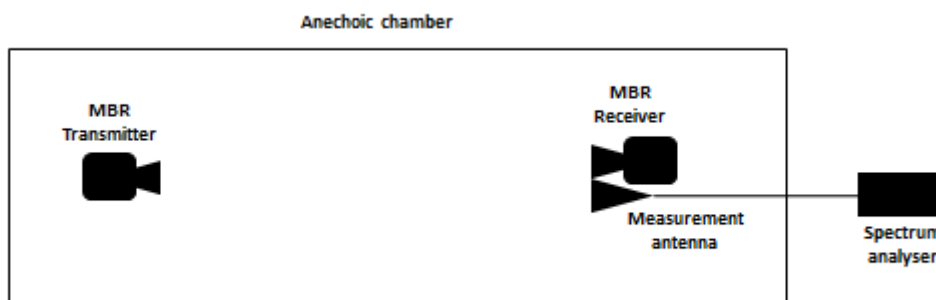 Anechoic chamber
MBR
Transmitter
MBR
Receiver
Measurement
antenna
Spectrum
analyser